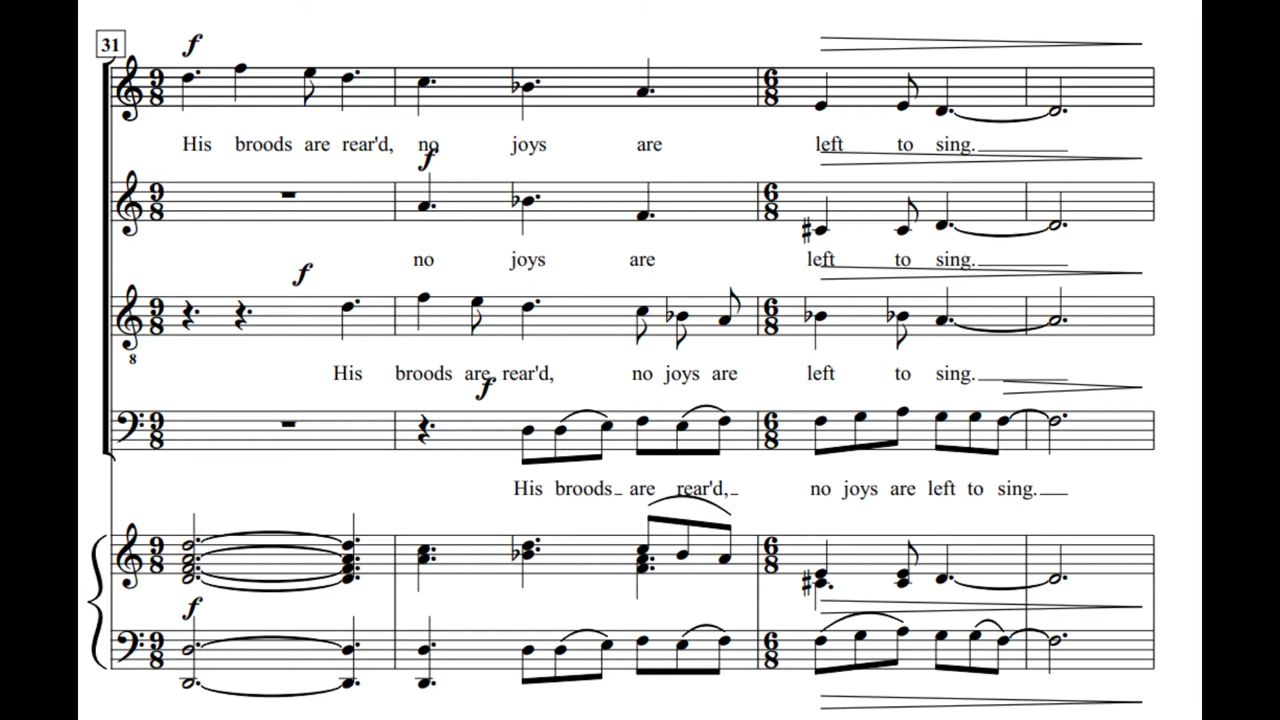 31
f
His broods are rear'd, no joys are left to sing.
f
no joys are left to sing.
f
8
His broods are rear'd, no joys are left to sing.
f
His broods are rear'd, no joys are left to sing.
f